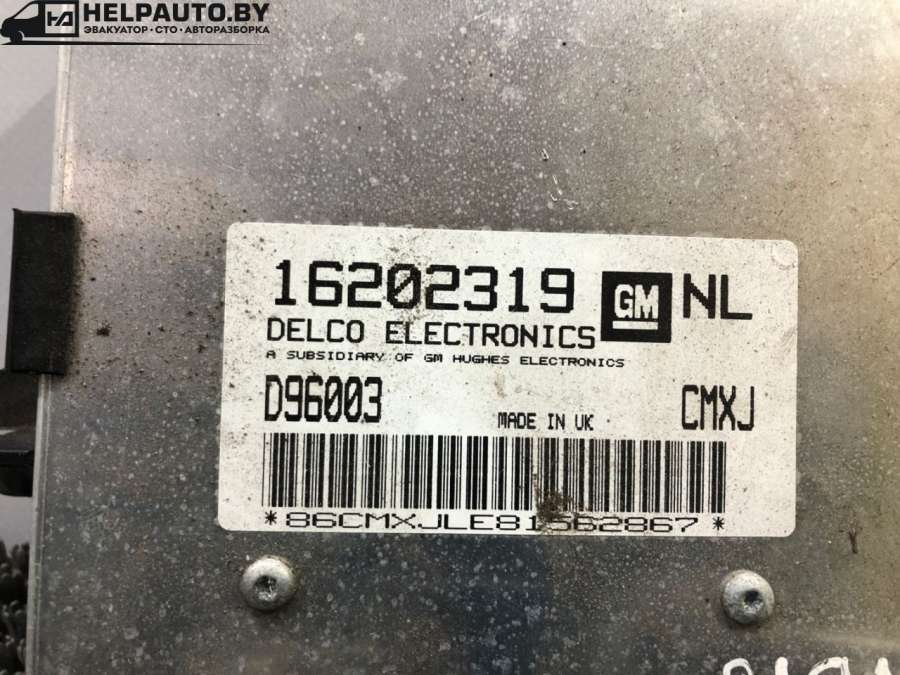 HELPAUTO.BY
ЭВАКУАТОР · СТО · АВТОРАЗБОРКА
16202319 GM NL
DELCO ELECTRONICS
A SUBSIDIARY OF GM HUGHES ELECTRONICS
D96003 MADE IN UK CMXJ
*86CMXJLE81562867*